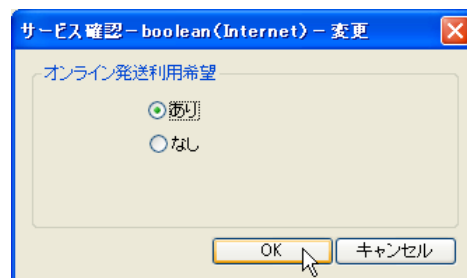 サービス確認－boolean(Internet)－変更
オンライン発送利用希望
あり
なし
OK
キャンセル